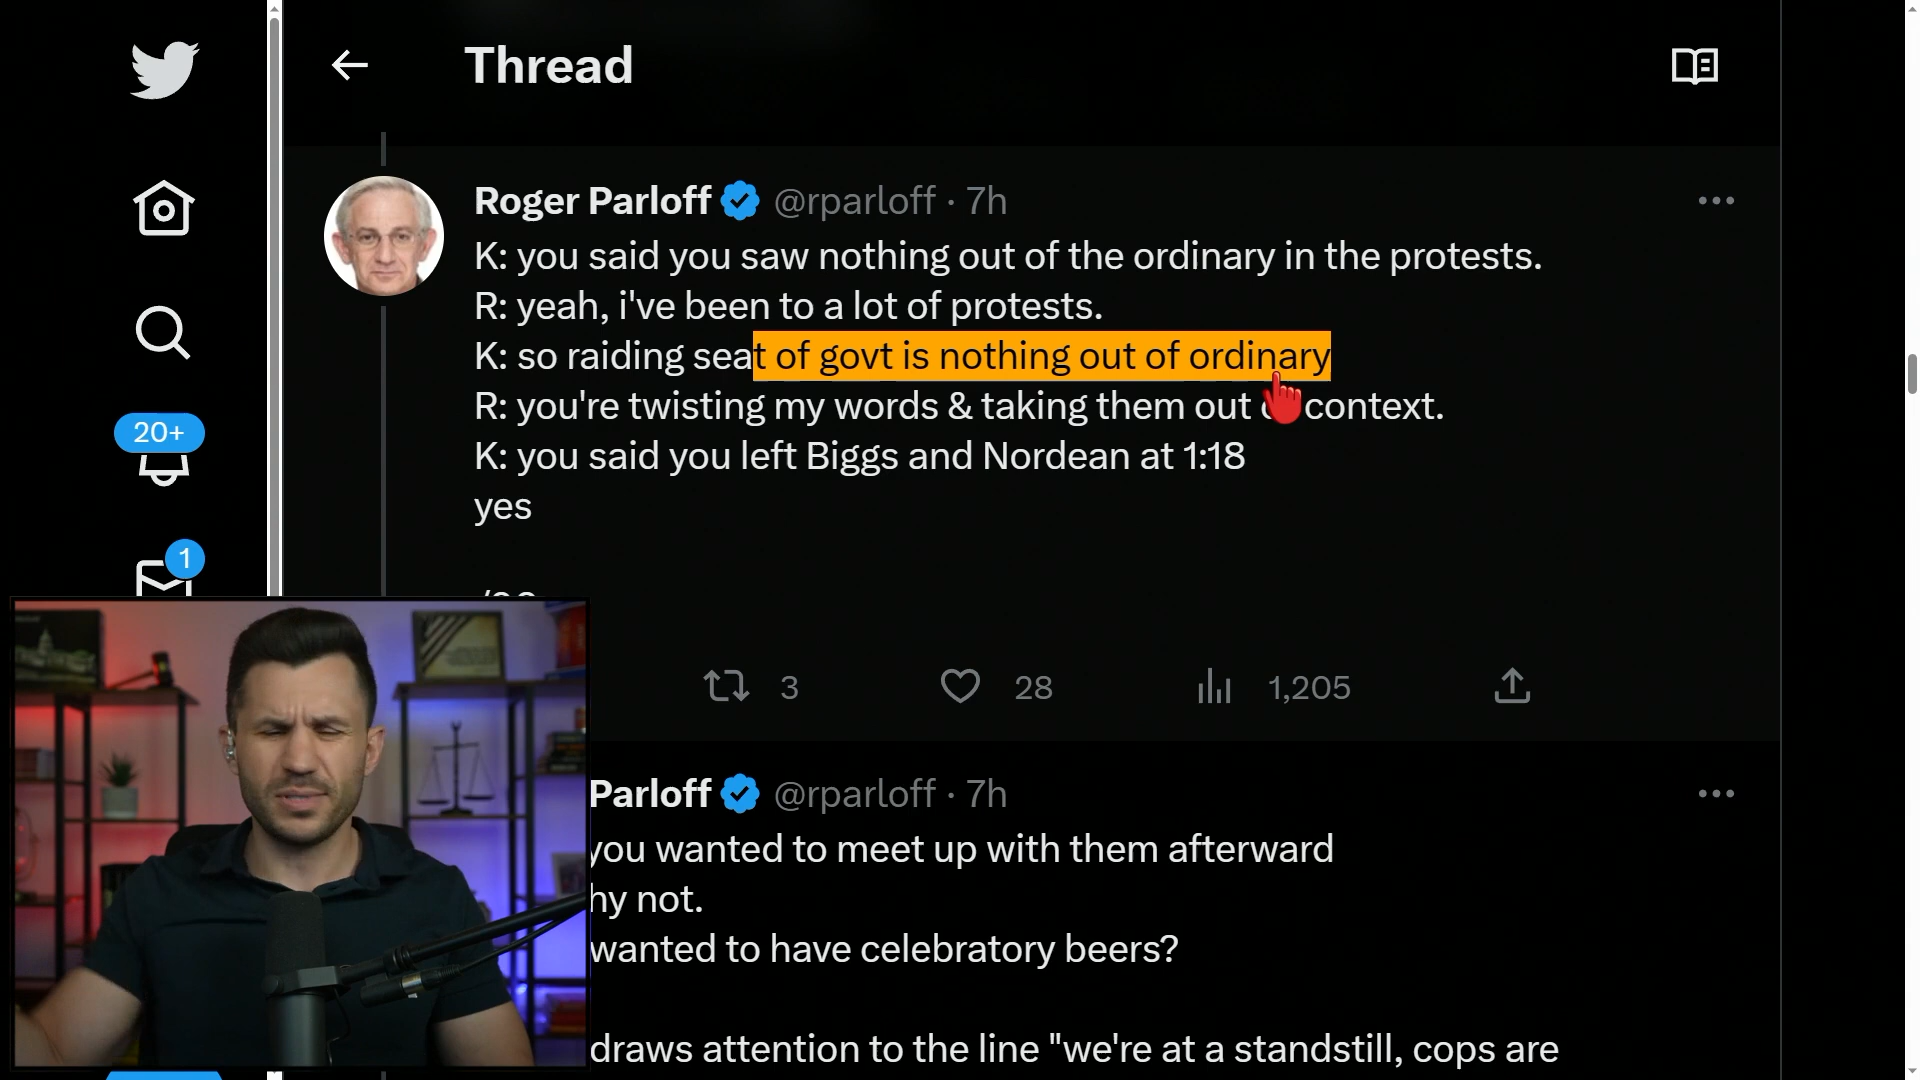 Thread
Roger Parloff @rparloff · 7h
K: you said you saw nothing out of the ordinary in the protests.
R: yeah, i've been to a lot of protests.
K: so raiding seat of govt is nothing out of ordinary
R: you're twisting my words & taking them out context.
K: you said you left Biggs and Nordean at 1:18
yes
20+
1
3 28 1,205
Parloff @rparloff · 7h
you wanted to meet up with them afterward
hy not.
wanted to have celebratory beers?
draws attention to the line "we're at a standstill, cops are